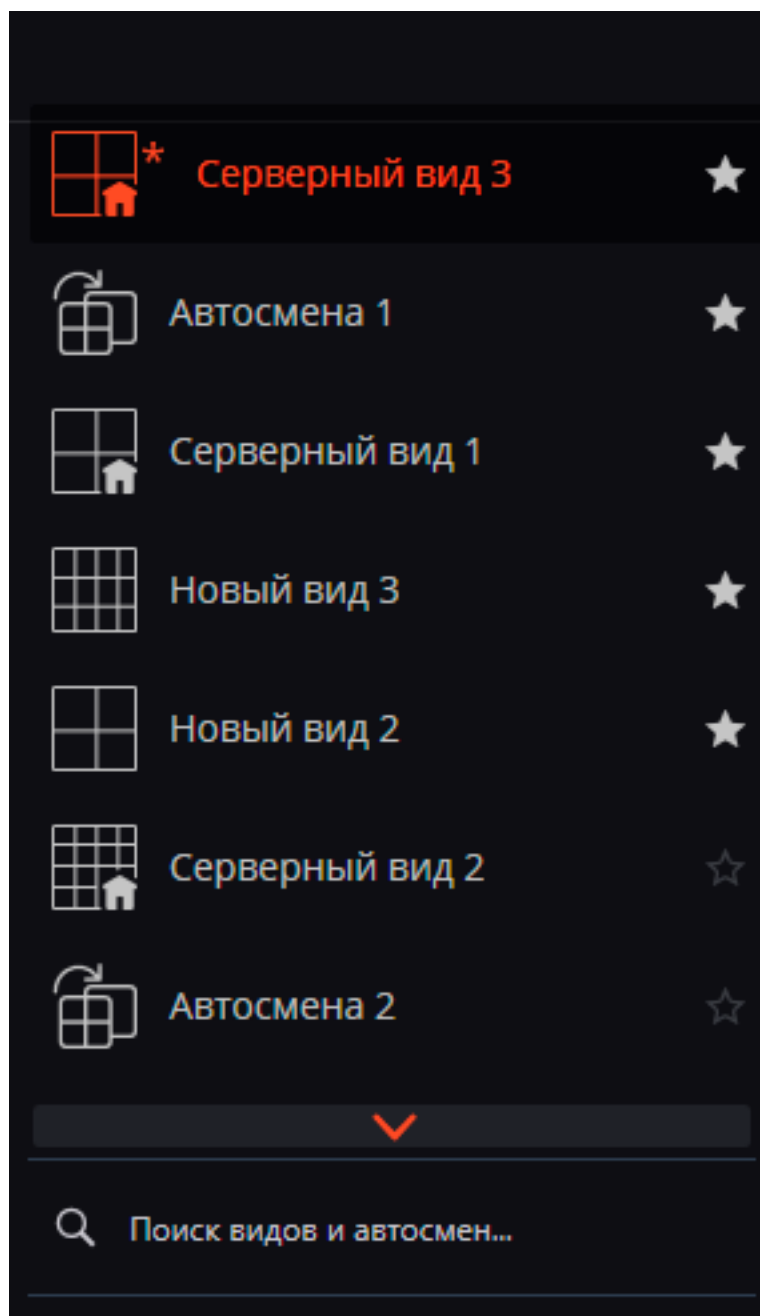 * Серверный вид 3
Автосмена 1
Серверный вид 1
Новый вид 3
Новый вид 2
Серверный вид 2
Автосмена 2
Поиск видов и автосмен...